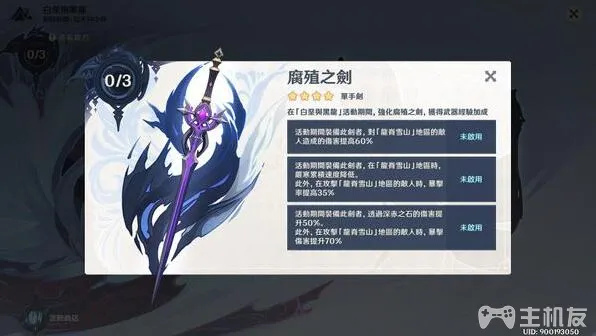 白堊與黑龍
0/3
0/3
腐殖之劍
單手劍
在「白堊與黑龍」活動期間，強化腐殖之劍，獲得武器經驗加成
活動期間裝備此劍者，對「龍脊雪山」地區的敵
人造成的傷害提高60%
未啟用
活動期間裝備此劍者，在「龍脊雪山」地區時，
嚴寒累積速度降低。
此外，在攻擊「龍脊雪山」地區的敵人時，暴擊
率提高35%
未啟用
活動期間裝備此劍者，透過深赤之石的傷害提
升50%。
此外，在攻擊「龍脊雪山」地區的敵人時，暴擊
傷害提升70%
未啟用
主机友
UID: 900193050